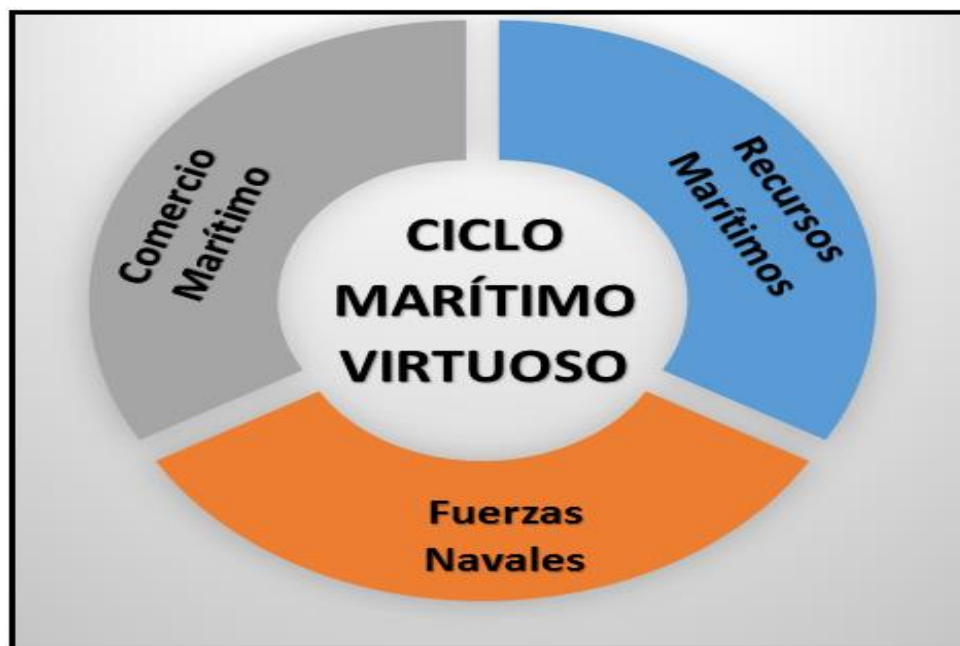 CICLO
MARÍTIMO
VIRTUOSO
Recursos
Marítimos
Fuerzas
Navales
Comercio
Marítimo